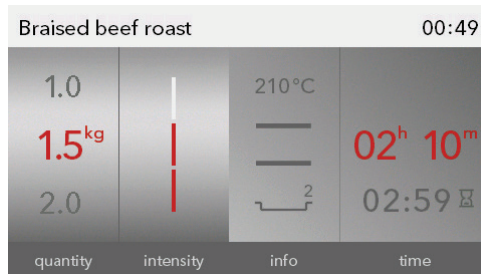 Braised beef roast 00:49
1.0 210°C
1.5kg 02h 10m
2.0 2 02:59
quantity intensity info time